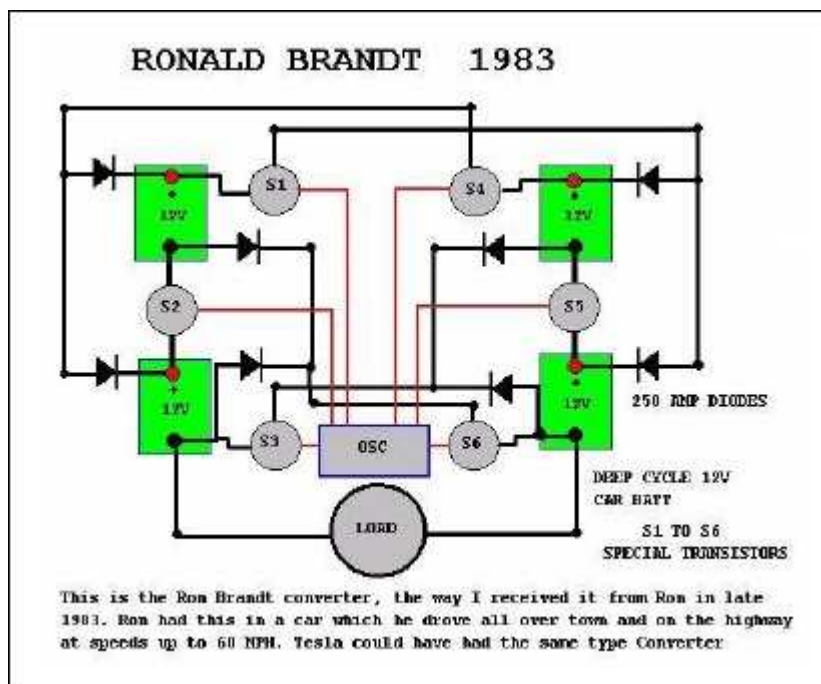 RONALD BRANDT 1983
S1
S4
+
12V
+
12V
S2
S5
+
12V
+
12V
250 AMP DIODES
S3
OSC
S6
DEEP CYCLE 12V
CAR BATT
LOAD
S1 TO S6
SPECIAL TRANSISTORS
This is the Ron Brandt converter, the way I received it from Ron in late
1983. Ron had this in a car which he drove all over town and on the highway
at speeds up to 60 MPH. Tesla could have had the same type Converter